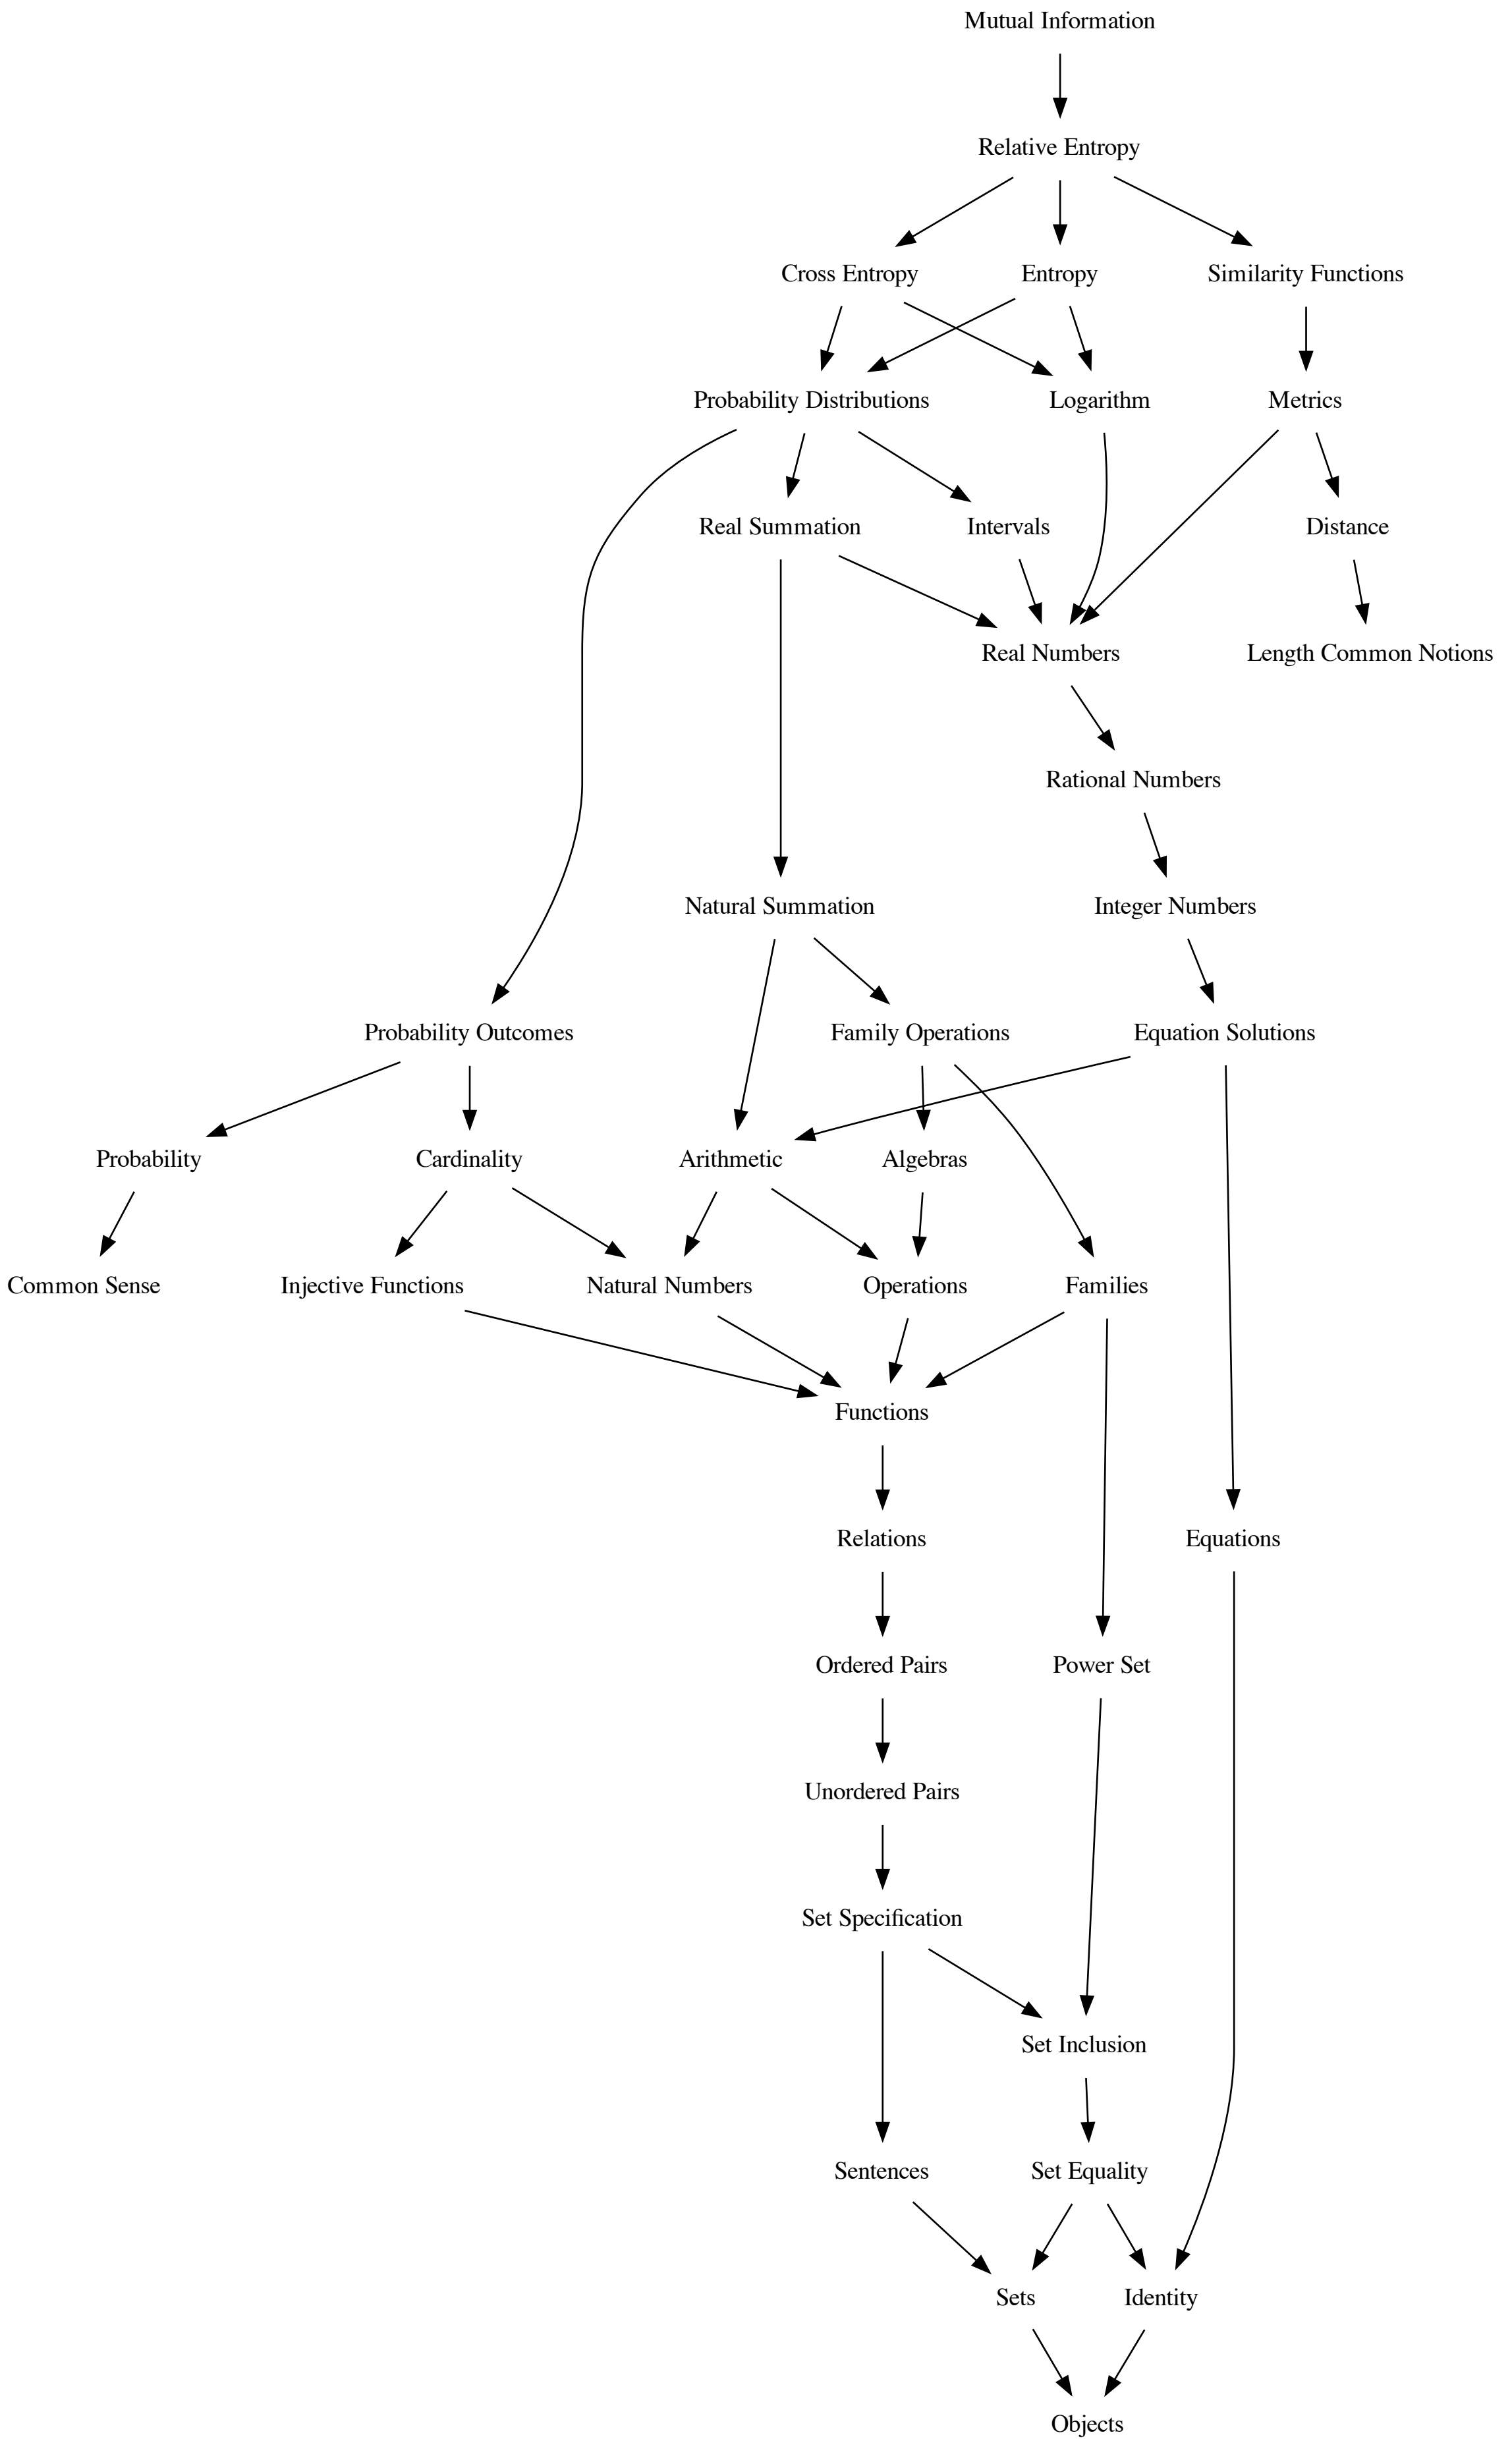 Mutual Information
Relative Entropy
Cross Entropy
Entropy
Similarity Functions
Probability Distributions
Logarithm
Metrics
Real Summation
Intervals
Distance
Real Numbers
Length Common Notions
Rational Numbers
Natural Summation
Integer Numbers
Probability Outcomes
Family Operations
Equation Solutions
Probability
Cardinality
Arithmetic
Algebras
Common Sense
Injective Functions
Natural Numbers
Operations
Families
Functions
Relations
Equations
Ordered Pairs
Power Set
Unordered Pairs
Set Specification
Set Inclusion
Sentences
Set Equality
Sets
Identity
Objects